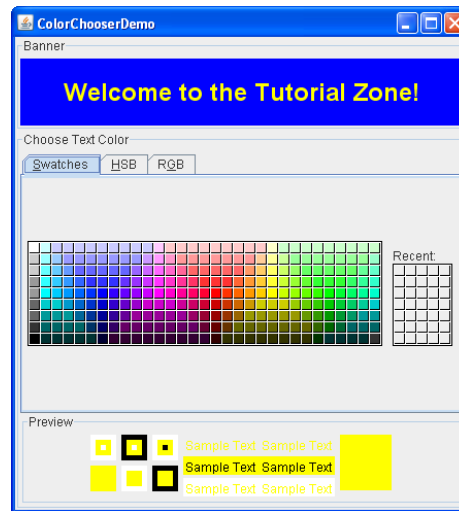 ColorChooserDemo
Banner
Welcome to the Tutorial Zone!
Choose Text Color
Swatches HSB RGB
Recent:
Preview
Sample Text Sample Text
Sample Text Sample Text
Sample Text Sample Text